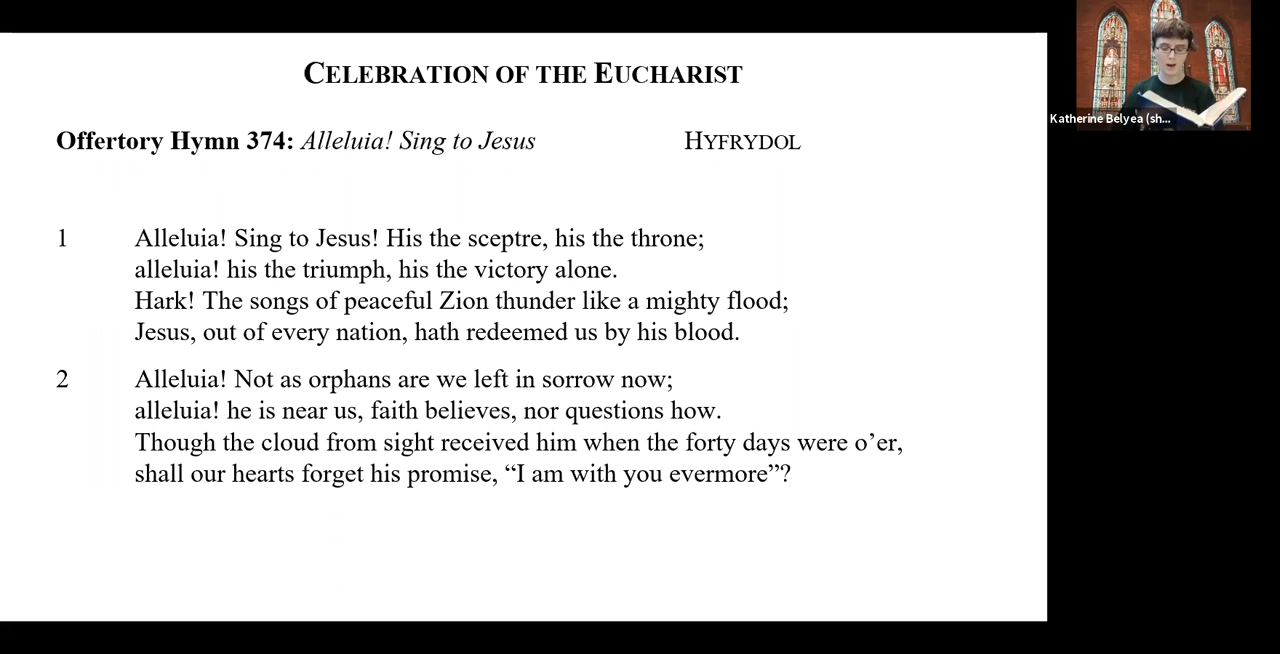 CELEBRATION OF THE EUCHARIST
Offertory Hymn 374: Alleluia! Sing to Jesus HYFRYDOL
1 Alleluia! Sing to Jesus! His the sceptre, his the throne;
alleluia! his the triumph, his the victory alone.
Hark! The songs of peaceful Zion thunder like a mighty flood;
Jesus, out of every nation, hath redeemed us by his blood.
2 Alleluia! Not as orphans are we left in sorrow now;
alleluia! he is near us, faith believes, nor questions how.
Though the cloud from sight received him when the forty days were o’er,
shall our hearts forget his promise, “I am with you evermore”?
Katherine Belyea (sh...